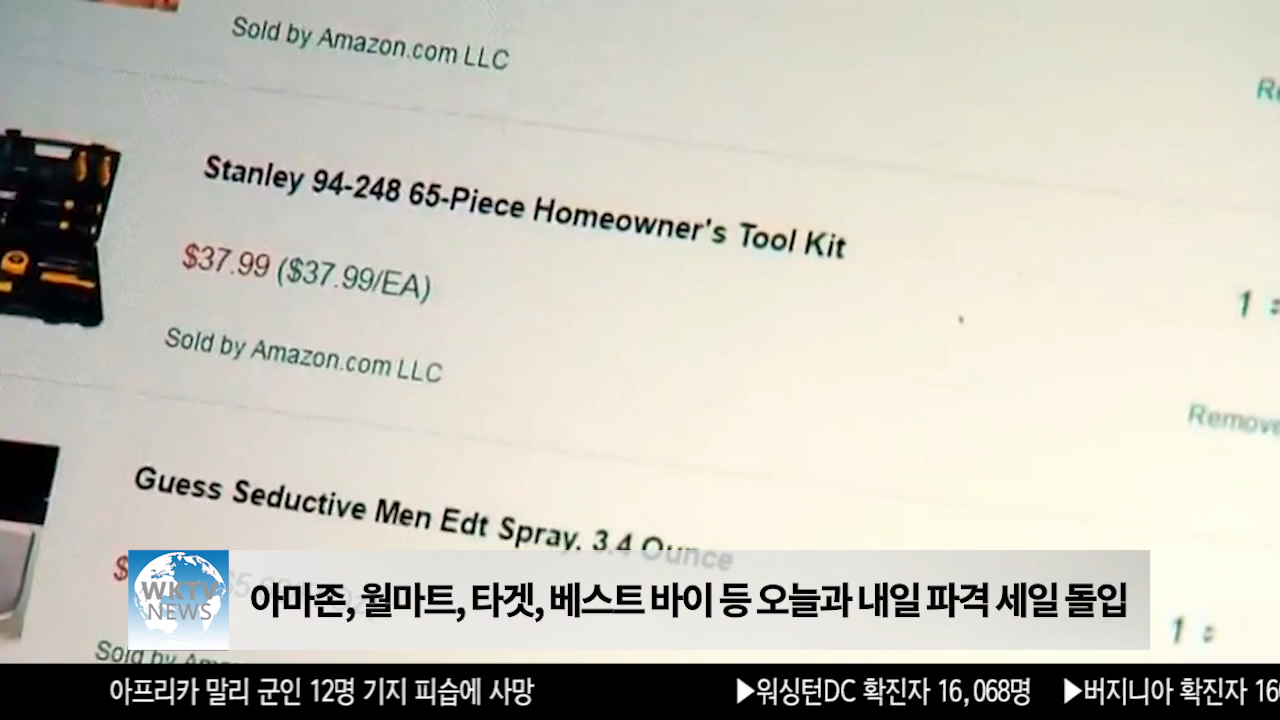 Sold by Amazon.com LLC
Stanley 94-248 65-Piece Homeowner's Tool Kit
$37.99 ($37.99/EA)
1
Sold by Amazon.com LLC
Remove
Guess Seductive Men Edt Spray, 3.4 Ounce
$
WKTV
NEWS
아마존, 월마트, 타겟, 베스트 바이 등 오늘과 내일 파격 세일 돌입
1
Sold by
아프리카 말리 군인 12명 기지 피습에 사망 ▶워싱턴DC 확진자 16,068명 ▶버지니아 확진자